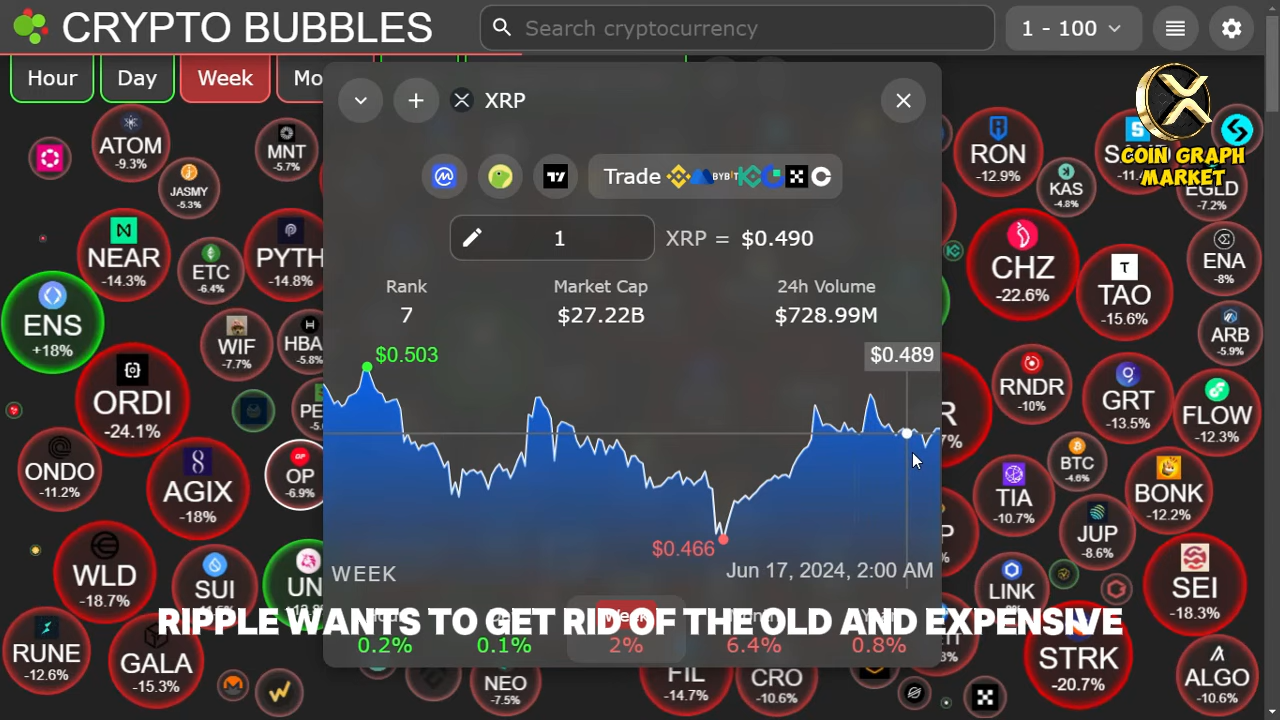 CRYPTO BUBBLES
Search cryptocurrency
1 - 100
Hour
Day
Week
XRP
COIN GRAPH
MARKET
Trade
BYBIT
1
XRP = $0.490
Rank
Market Cap
24h Volume
7
$27.22B
$728.99M
$0.503
$0.489
$0.466
WEEK
Jun 17, 2024, 2:00 AM
RIPPLE WANTS TO GET RID OF THE OLD AND EXPENSIVE
0.2%
0.1%
2%
6.4%
0.8%
ATOM
-9.3%
MNT
-5.7%
JASMY
-5.3%
NEAR
-14.3%
ETC
-6.4%
PYTH
-14.8%
ENS
+18%
WIF
-7.7%
-5.8%
ORDI
-24.1%
ONDO
-11.2%
AGIX
-18%
OP
-6.9%
WLD
-18.7%
SUI
RUNE
-12.6%
GALA
-15.3%
NEO
-7.5%
FIL
-14.7%
CRO
-10.6%
RON
-12.9%
KAS
-4.8%
EGLD
-7.2%
CHZ
-22.6%
TAO
-15.6%
ENA
-8%
ARB
-5.9%
RNDR
-10%
GRT
-13.5%
FLOW
-12.3%
BTC
-4.6%
TIA
-10.7%
BONK
-12.2%
JUP
-8.6%
LINK
SEI
-18.3%
STRK
-20.7%
ALGO
-10.6%